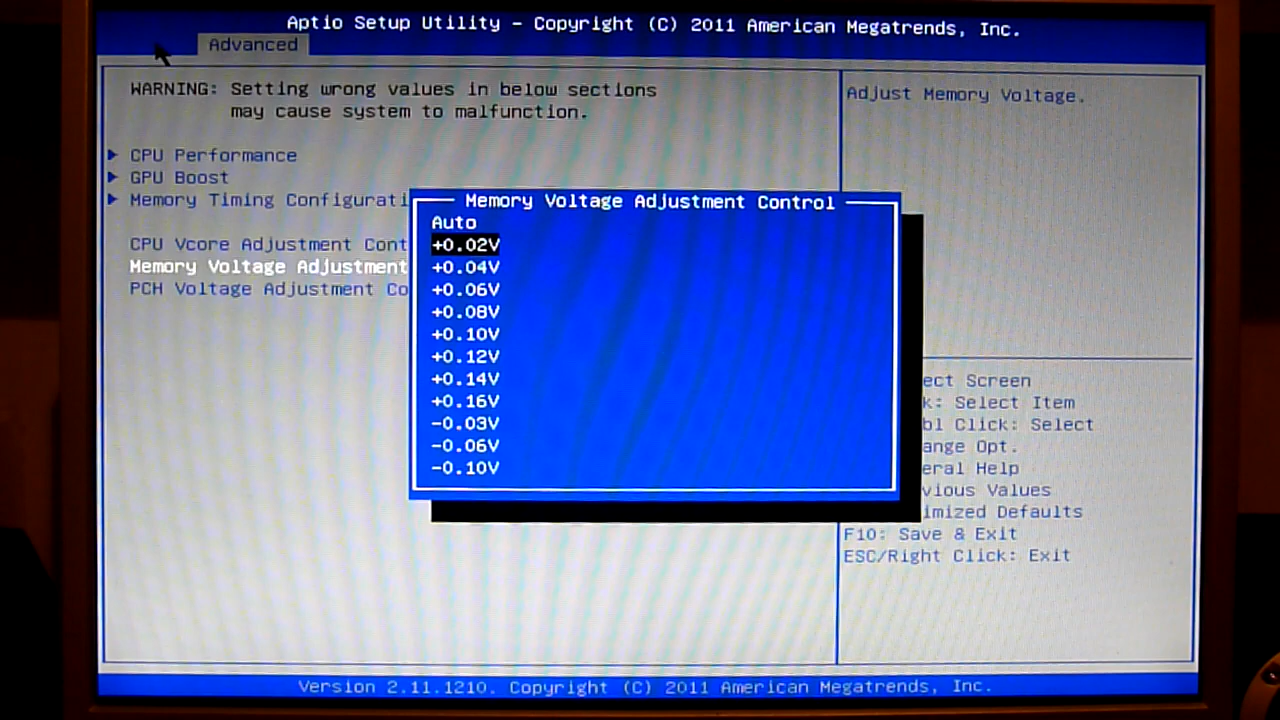 Aptio Setup Utility – Copyright (C) 2011 American Megatrends, Inc.
Advanced
WARNING: Setting wrong values in below sections
may cause system to malfunction.
CPU Performance
GPU Boost
Memory Timing Configurati
CPU Vcore Adjustment Cont
Memory Voltage Adjustment
PCH Voltage Adjustment Co
Memory Voltage Adjustment Control
Auto
+0.02V
+0.04V
+0.06V
+0.08V
+0.10V
+0.12V
+0.14V
+0.16V
-0.03V
-0.06V
-0.10V
Adjust Memory Voltage.
ect Screen
k: Select Item
bl Click: Select
ange Opt.
eral Help
vious Values
imized Defaults
F10: Save & Exit
ESC/Right Click: Exit
Version 2.11.1210. Copyright (C) 2011 American Megatrends, Inc.